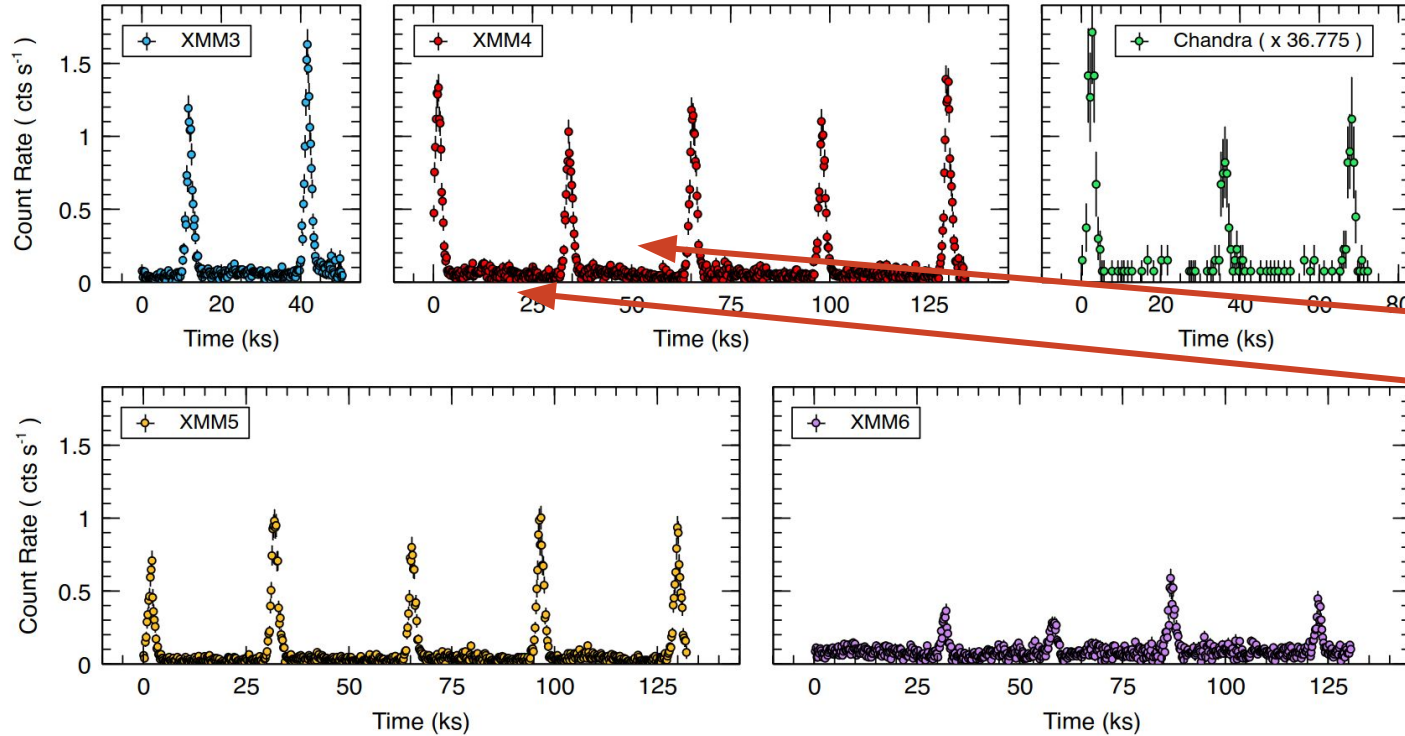 XMM3
XMM4
Chandra ( x 36.775 )
Count Rate ( cts s⁻¹ )
1.5
1
0.5
0
0 20 40
0 25 50 75 100 125
0 20 40 60 80
Time (ks)
Time (ks)
Time (ks)
XMM5
XMM6
Count Rate ( cts s⁻¹ )
1.5
1
0.5
0
0 25 50 75 100 125
0 25 50 75 100 125
Time (ks)
Time (ks)